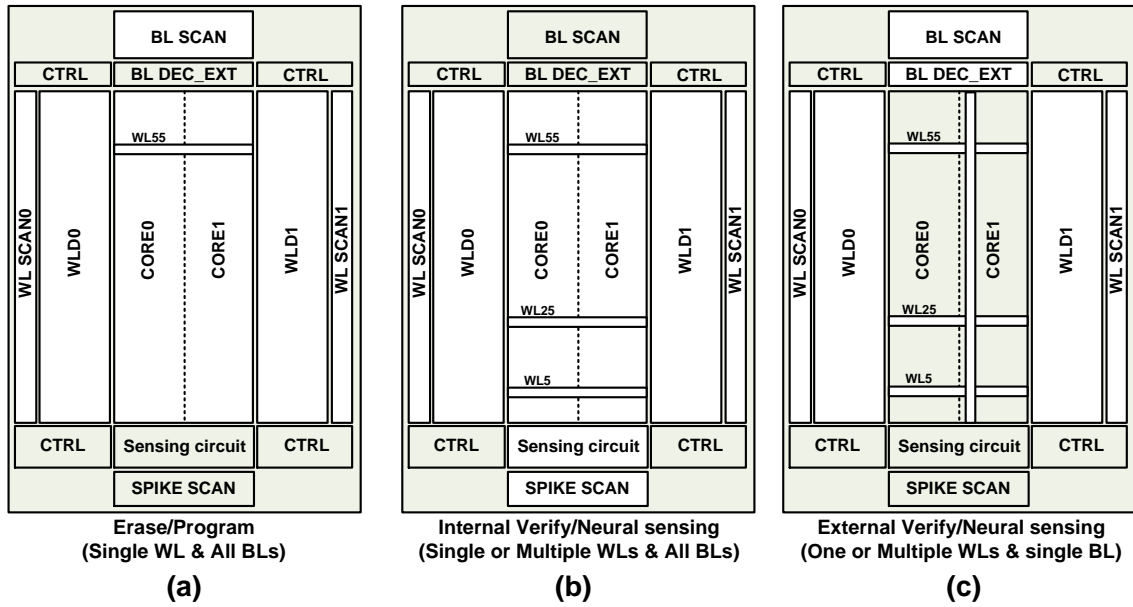 BL SCAN
CTRL BL DEC_EXT CTRL
WL55
WL SCAN0 WLD0 CORE0 CORE1 WLD1 WL SCAN1
CTRL Sensing circuit CTRL
SPIKE SCAN
Erase/Program
(Single WL & All BLs)
(a)
BL SCAN
CTRL BL DEC_EXT CTRL
WL55
WL SCAN0 WLD0 CORE0 CORE1 WLD1 WL SCAN1
WL25
WL5
CTRL Sensing circuit CTRL
SPIKE SCAN
Internal Verify/Neural sensing
(Single or Multiple WLs & All BLs)
(b)
BL SCAN
CTRL BL DEC_EXT CTRL
WL55
WL SCAN0 WLD0 CORE0 CORE1 WLD1 WL SCAN1
WL25
WL5
CTRL Sensing circuit CTRL
SPIKE SCAN
External Verify/Neural sensing
(One or Multiple WLs & single BL)
(c)